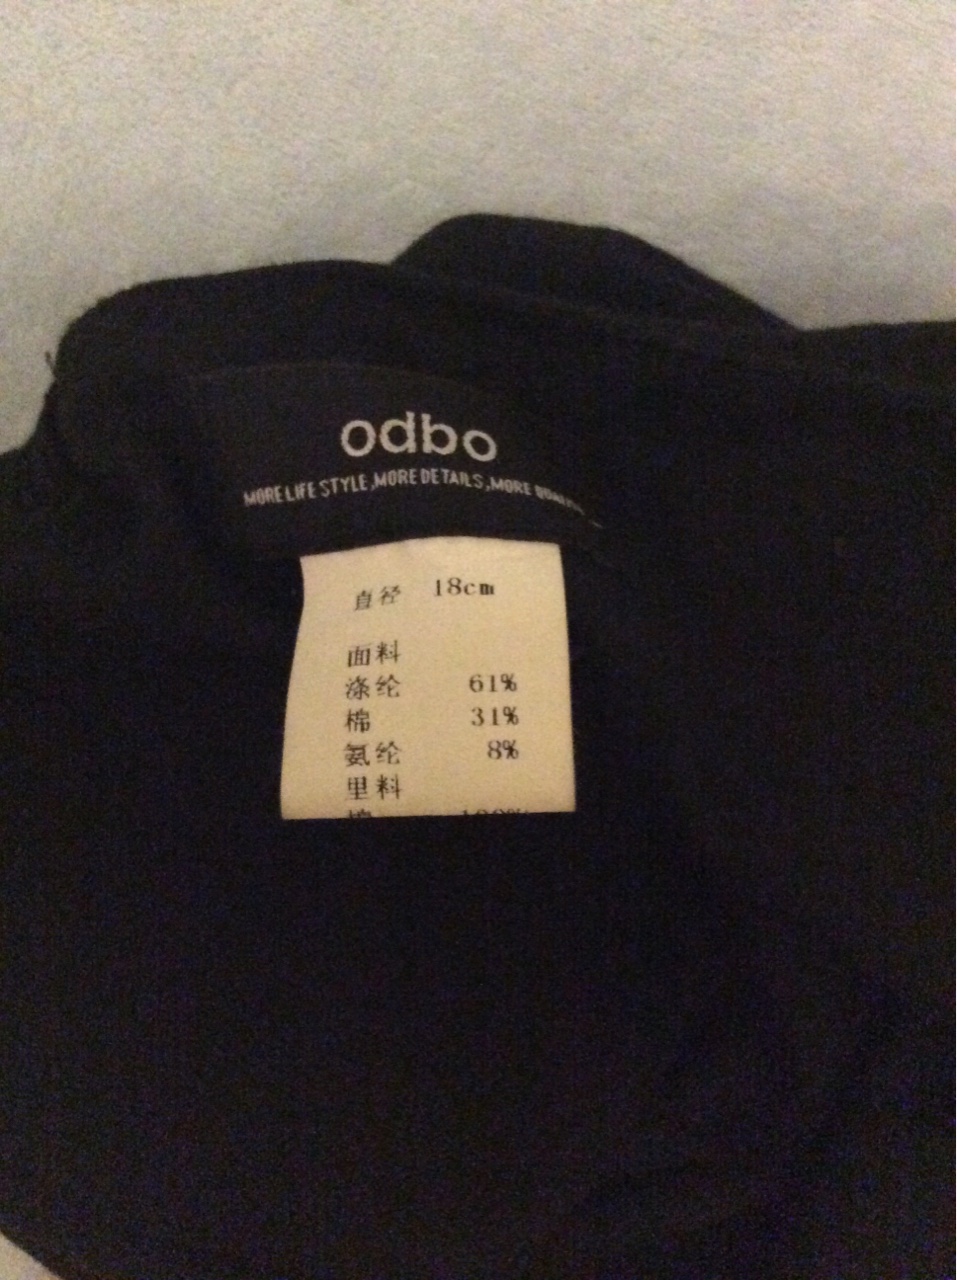 odbo
MORE LIFE STYLE,MORE DETAILS,MORE
直径 18cm
面料
涤纶 61%
棉 31%
氨纶 8%
里料